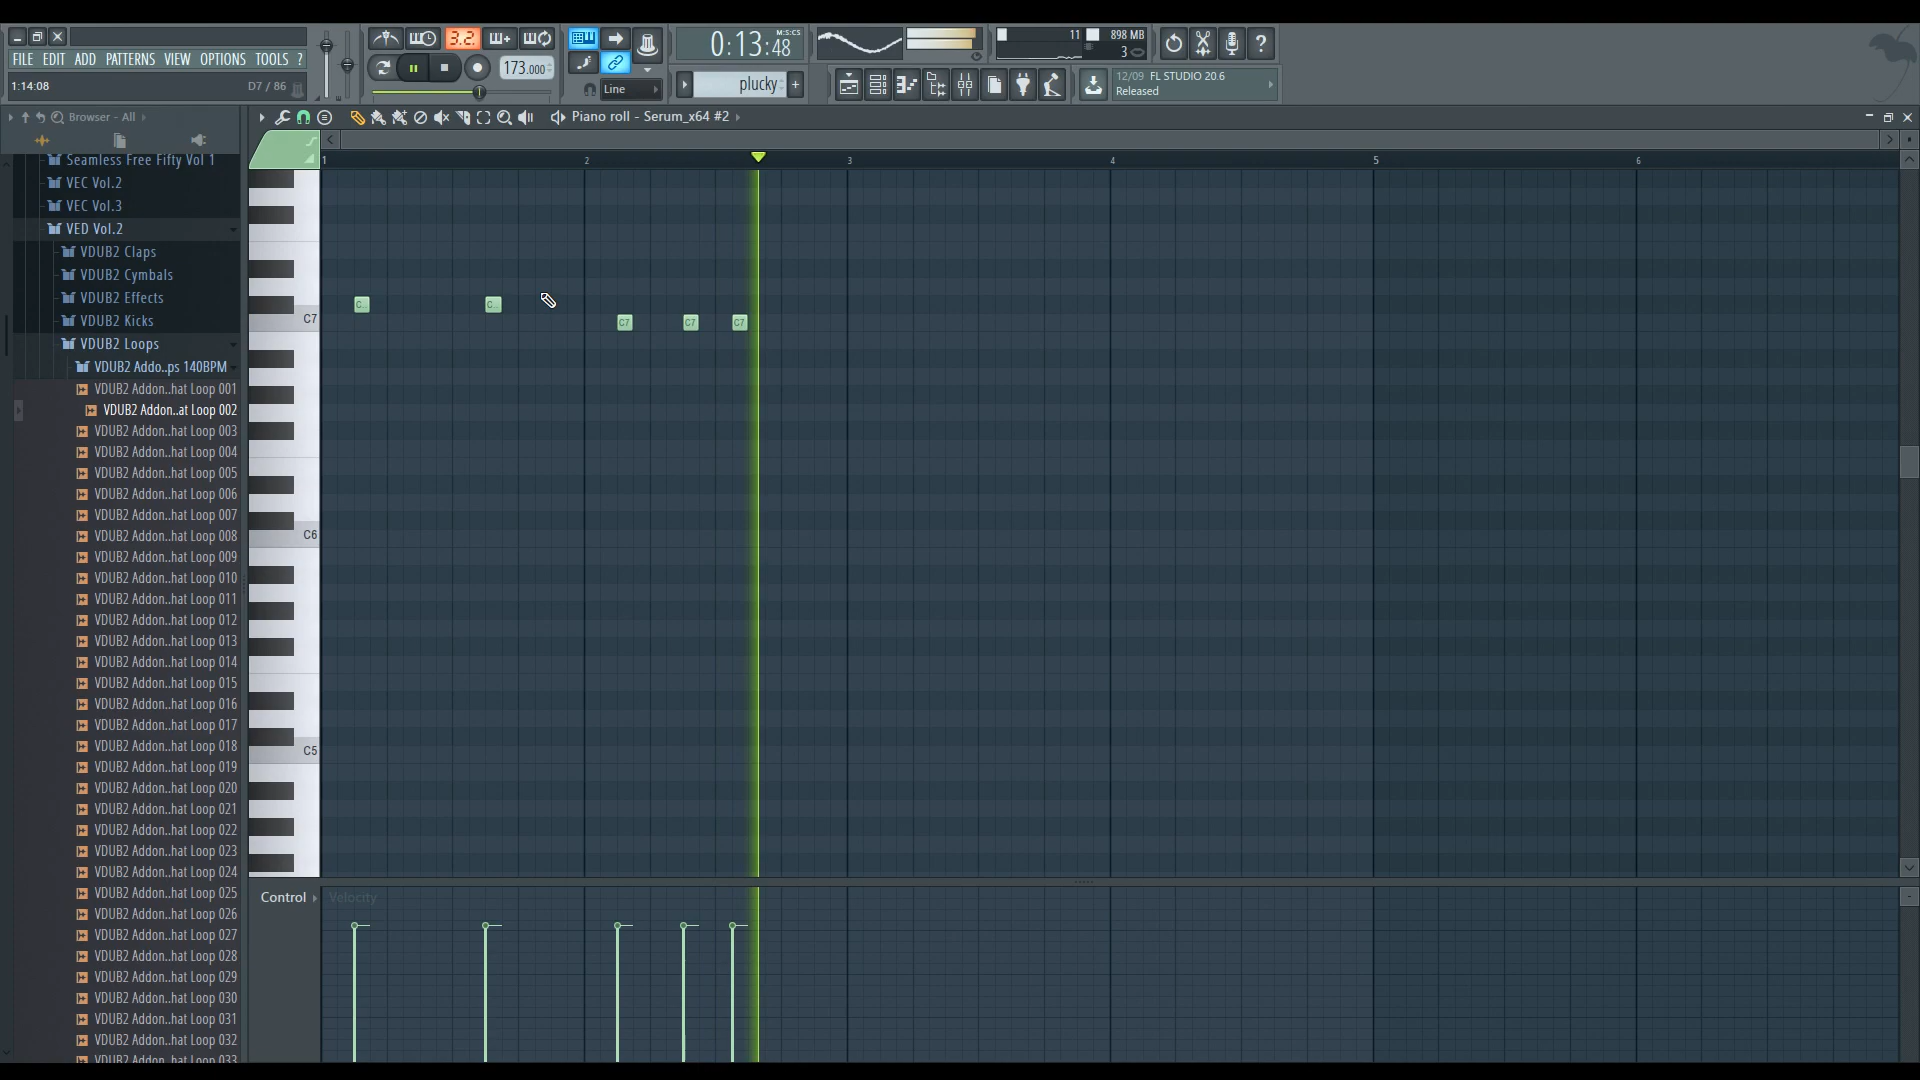 3.2.
0:13:48
M:S:CS
11
898 MB
3
FILE EDIT ADD PATTERNS VIEW OPTIONS TOOLS ?
173.000
1:14:08
D7 / 86
Line
plucky
12/09 FL STUDIO 20.6
Released
Browser - All
Piano roll - Serum_x64 #2
1 2 3 4 5 6
Seamless Free Fifty Vol 1
VEC Vol.2
VEC Vol.3
VED Vol.2
VDUB2 Claps
VDUB2 Cymbals
VDUB2 Effects
VDUB2 Kicks
VDUB2 Loops
VDUB2 Addo..ps 140BPM
VDUB2 Addon..hat Loop 001
VDUB2 Addon..at Loop 002
VDUB2 Addon..hat Loop 003
VDUB2 Addon..hat Loop 004
VDUB2 Addon..hat Loop 005
VDUB2 Addon..hat Loop 006
VDUB2 Addon..hat Loop 007
VDUB2 Addon..hat Loop 008
VDUB2 Addon..hat Loop 009
VDUB2 Addon..hat Loop 010
VDUB2 Addon..hat Loop 011
VDUB2 Addon..hat Loop 012
VDUB2 Addon..hat Loop 013
VDUB2 Addon..hat Loop 014
VDUB2 Addon..hat Loop 015
VDUB2 Addon..hat Loop 016
VDUB2 Addon..hat Loop 017
VDUB2 Addon..hat Loop 018
VDUB2 Addon..hat Loop 019
VDUB2 Addon..hat Loop 020
VDUB2 Addon..hat Loop 021
VDUB2 Addon..hat Loop 022
VDUB2 Addon..hat Loop 023
VDUB2 Addon..hat Loop 024
VDUB2 Addon..hat Loop 025
VDUB2 Addon..hat Loop 026
VDUB2 Addon..hat Loop 027
VDUB2 Addon..hat Loop 028
VDUB2 Addon..hat Loop 029
VDUB2 Addon..hat Loop 030
VDUB2 Addon..hat Loop 031
VDUB2 Addon..hat Loop 032
VDUB2 Addon..hat Loop 033
C... C...
C7 C7 C7 C7
C6
C5
Control
Velocity